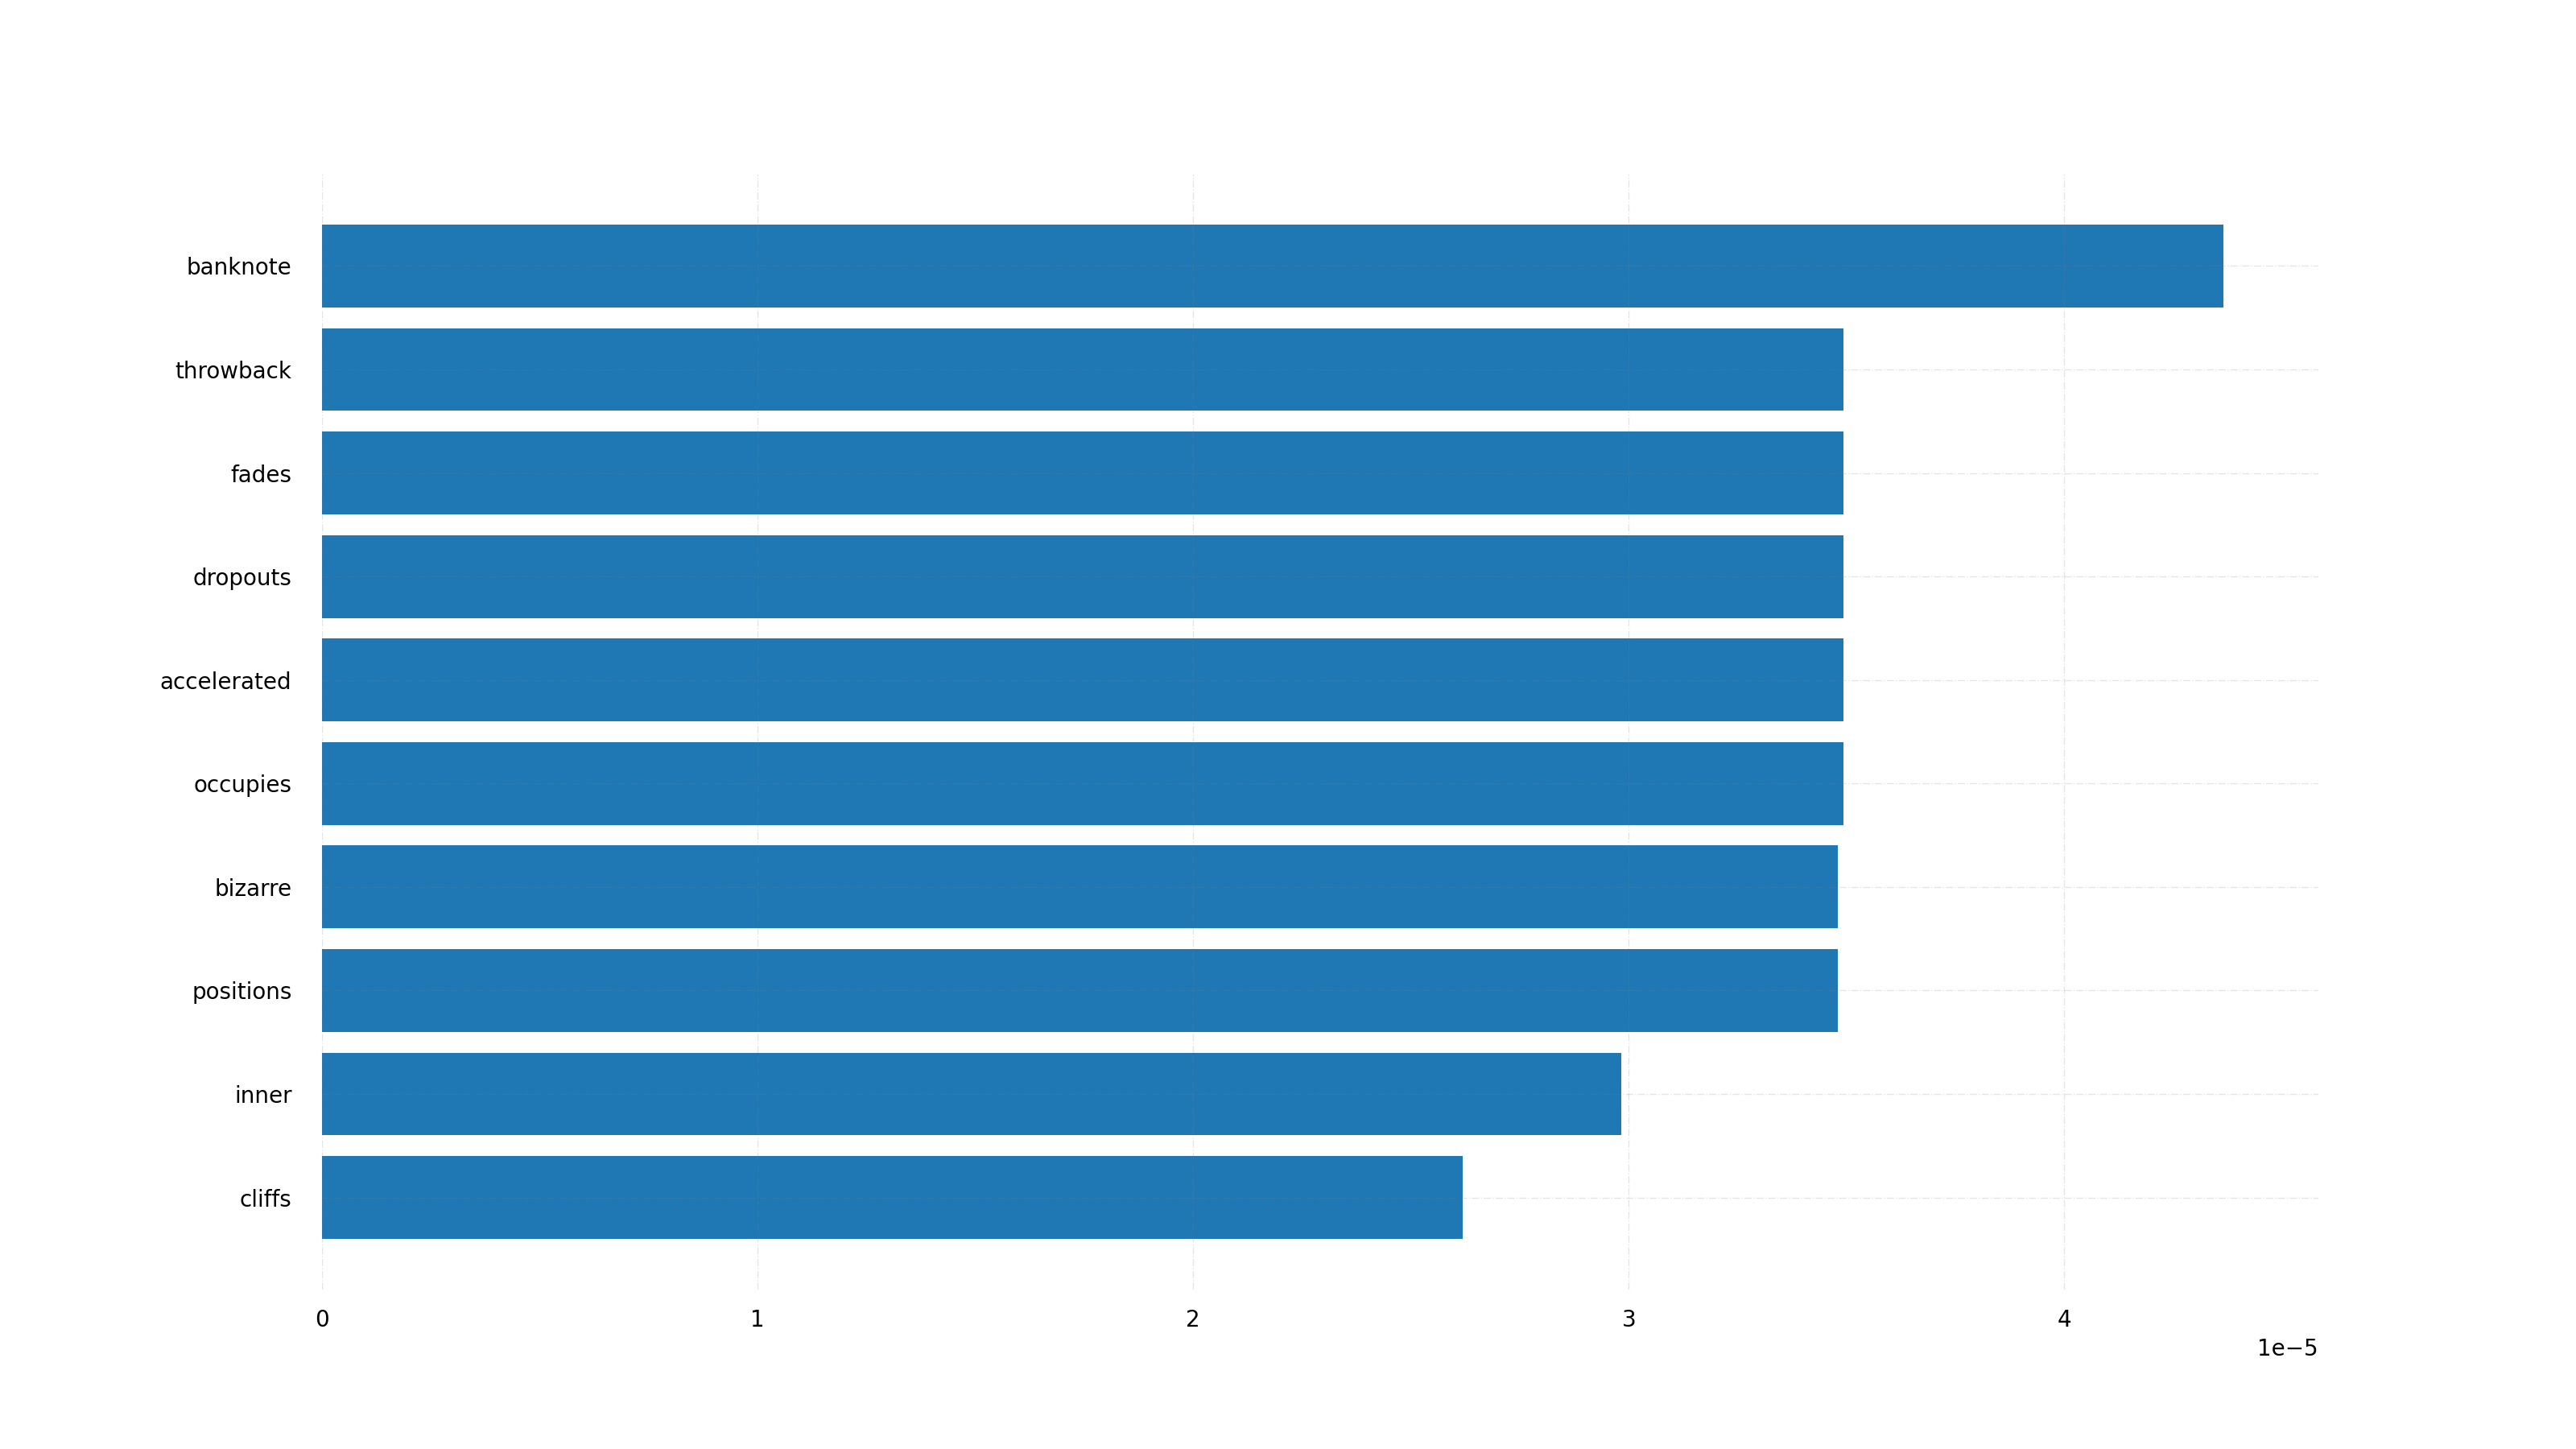 banknote
throwback
fades
dropouts
accelerated
occupies
bizarre
positions
inner
cliffs
0 1 2 3 4
1e−5